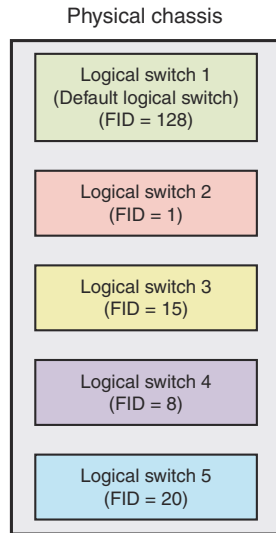 Physical chassis
Logical switch 1
(Default logical switch)
(FID = 128)
Logical switch 2
(FID = 1)
Logical switch 3
(FID = 15)
Logical switch 4
(FID = 8)
Logical switch 5
(FID = 20)